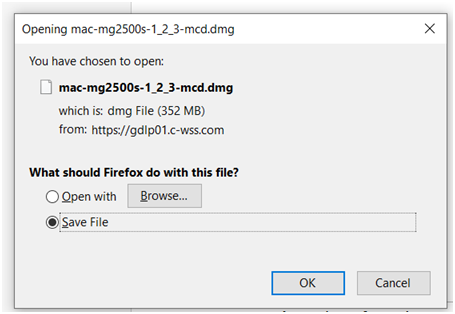 Opening mac-mg2500s-1_2_3-mcd.dmg
You have chosen to open:
mac-mg2500s-1_2_3-mcd.dmg
which is: dmg File (352 MB)
from: https://gdlp01.c-wss.com
What should Firefox do with this file?
Open with Browse...
Save File
OK Cancel